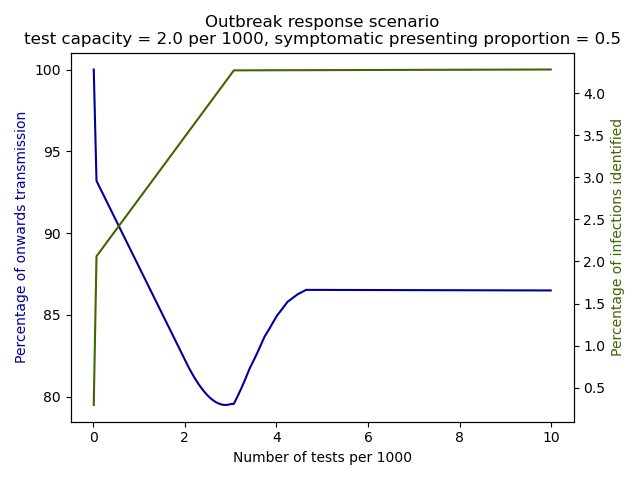 Outbreak response scenario
test capacity = 2.0 per 1000, symptomatic presenting proportion = 0.5
100
95
90
85
80
Percentage of onwards transmission
4.0
3.5
3.0
2.5
2.0
1.5
1.0
0.5
Percentage of infections identified
0 2 4 6 8 10
Number of tests per 1000